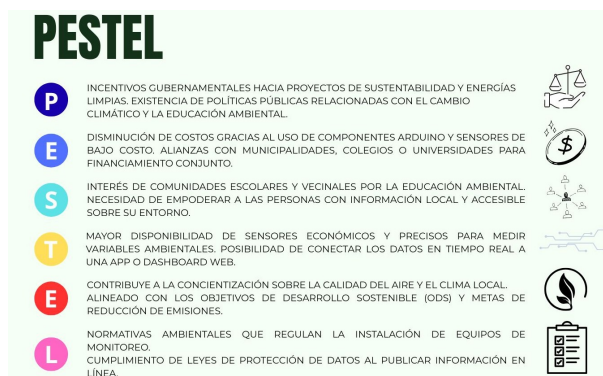 PESTEL
P
INCENTIVOS GUBERNAMENTALES HACIA PROYECTOS DE SUSTENTABILIDAD Y ENERGÍAS
LIMPIAS. EXISTENCIA DE POLÍTICAS PÚBLICAS RELACIONADAS CON EL CAMBIO
CLIMÁTICO Y LA EDUCACIÓN AMBIENTAL.
E
DISMINUCIÓN DE COSTOS GRACIAS AL USO DE COMPONENTES ARDUINO Y SENSORES DE
BAJO COSTO. ALIANZAS CON MUNICIPALIDADES, COLEGIOS O UNIVERSIDADES PARA
FINANCIAMIENTO CONJUNTO.
$
S
INTERÉS DE COMUNIDADES ESCOLARES Y VECINALES POR LA EDUCACIÓN AMBIENTAL.
NECESIDAD DE EMPODERAR A LAS PERSONAS CON INFORMACIÓN LOCAL Y ACCESIBLE
SOBRE SU ENTORNO.
T
MAYOR DISPONIBILIDAD DE SENSORES ECONÓMICOS Y PRECISOS PARA MEDIR
VARIABLES AMBIENTALES. POSIBILIDAD DE CONECTAR LOS DATOS EN TIEMPO REAL A
UNA APP O DASHBOARD WEB.
E
CONTRIBUYE A LA CONCIENTIZACIÓN SOBRE LA CALIDAD DEL AIRE Y EL CLIMA LOCAL.
ALINEADO CON LOS OBJETIVOS DE DESARROLLO SOSTENIBLE (ODS) Y METAS DE
REDUCCIÓN DE EMISIONES.
L
NORMATIVAS AMBIENTALES QUE REGULAN LA INSTALACIÓN DE EQUIPOS DE
MONITOREO.
CUMPLIMIENTO DE LEYES DE PROTECCIÓN DE DATOS AL PUBLICAR INFORMACIÓN EN
LÍNEA.